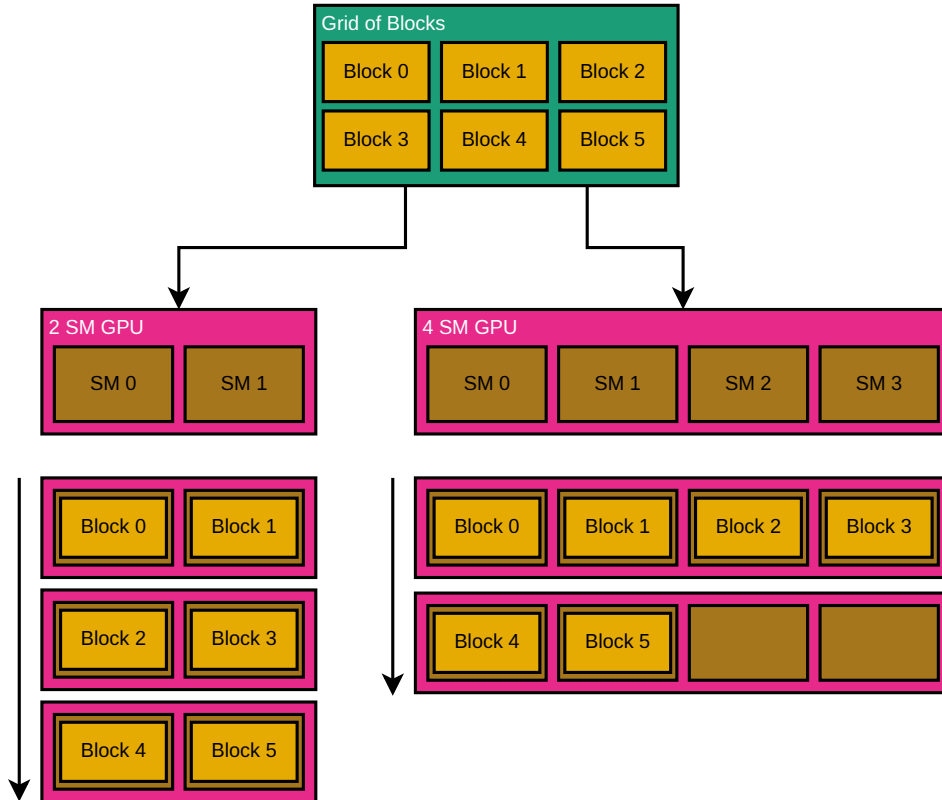 Grid of Blocks
Block 0 Block 1 Block 2
Block 3 Block 4 Block 5
2 SM GPU
SM 0 SM 1
Block 0 Block 1
Block 2 Block 3
Block 4 Block 5
4 SM GPU
SM 0 SM 1 SM 2 SM 3
Block 0 Block 1 Block 2 Block 3
Block 4 Block 5